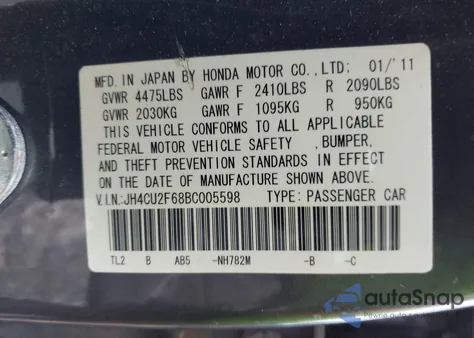 MFD. IN JAPAN BY HONDA MOTOR CO., LTD: 01/'11
GVWR 4475LBS GAWR F 2410LBS R 2090LBS
GVWR 2030KG GAWR F 1095KG R 950KG
THIS VEHICLE CONFORMS TO ALL APPLICABLE
FEDERAL MOTOR VEHICLE SAFETY , BUMPER,
AND THEFT PREVENTION STANDARDS IN EFFECT
ON THE DATE OF MANUFACTURE SHOWN ABOVE.
V.I.N.:JH4CU2F68BC005598 TYPE: PASSENGER CAR
TL2 B AB5 -NH782M -B -C
autoSnap